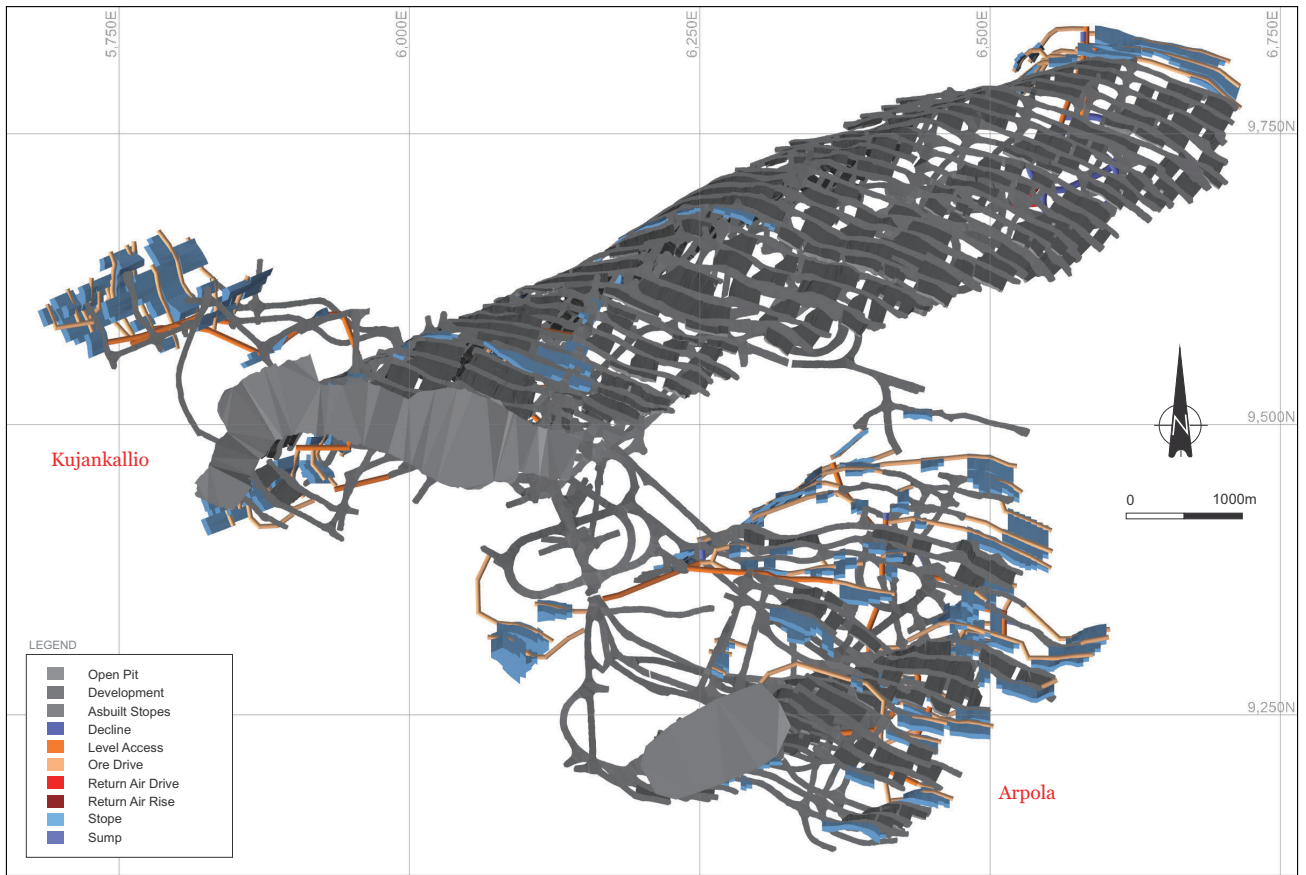 5,750E
6,000E
6,250E
6,500E
6,750E
9,750N
9,500N
9,250N
Kujankallio
Arpola
N
0 1000m
LEGEND
Open Pit
Development
Asbuilt Stopes
Decline
Level Access
Ore Drive
Return Air Drive
Return Air Rise
Stope
Sump